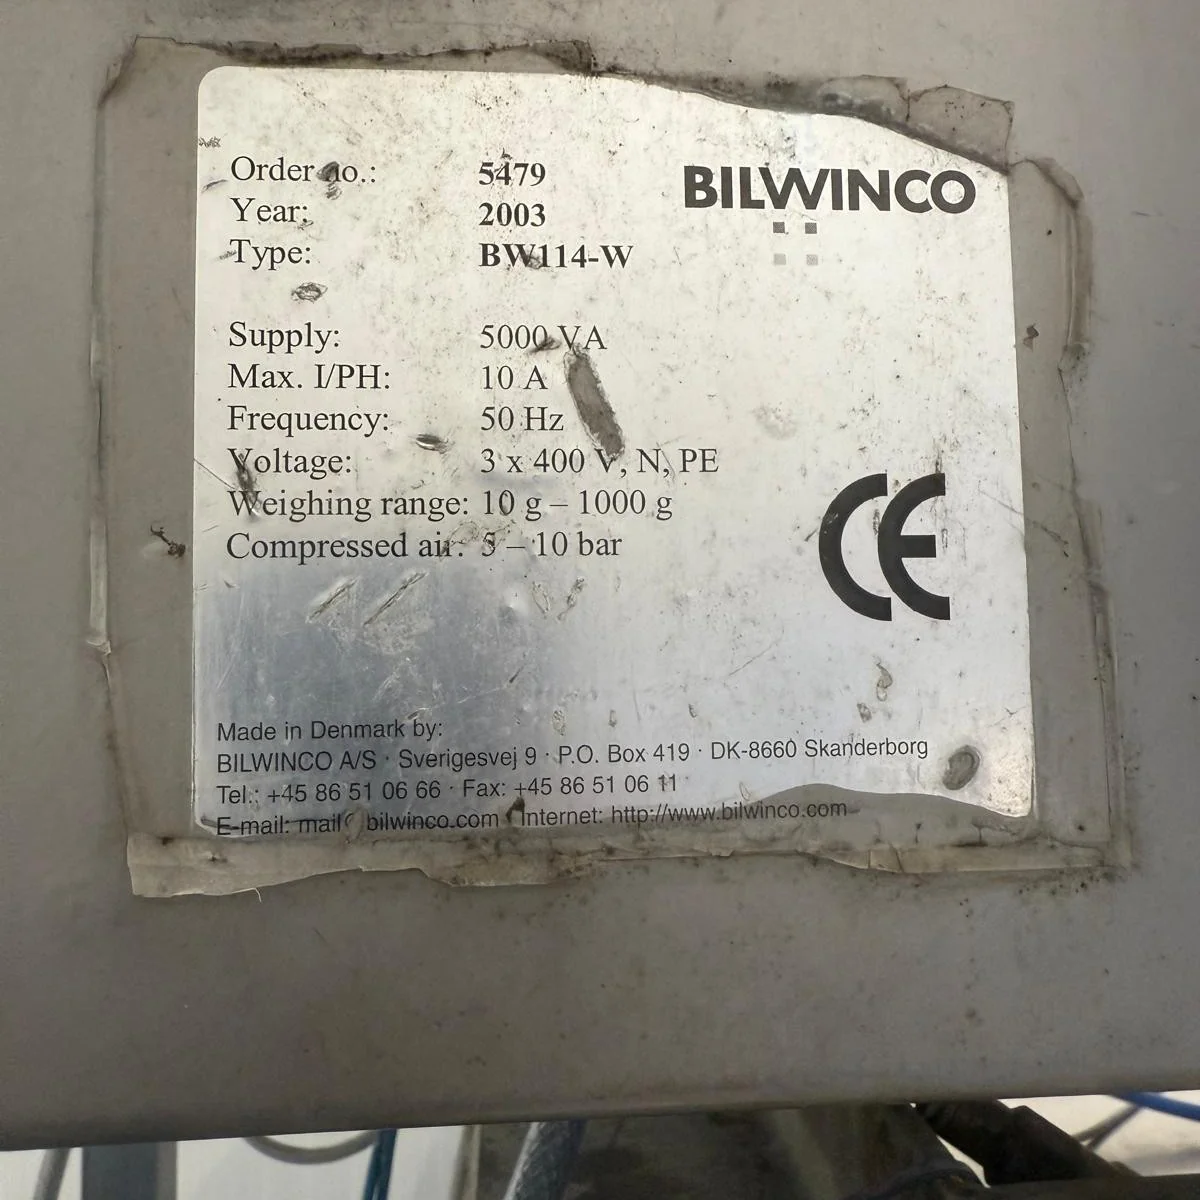 BILWINCO
Order no.: 5479
Year: 2003
Type: BW114-W
Supply: 5000 VA
Max. I/PH: 10 A
Frequency: 50 Hz
Voltage: 3 x 400 V, N, PE
Weighing range: 10 g – 1000 g
Compressed air: 5 – 10 bar
CE
Made in Denmark by:
BILWINCO A/S · Sverigesvej 9 · P.O. Box 419 · DK-8660 Skanderborg
Tel.: +45 86 51 06 66 · Fax: +45 86 51 06 11
E-mail: mail@bilwinco.com · Internet: http://www.bilwinco.com